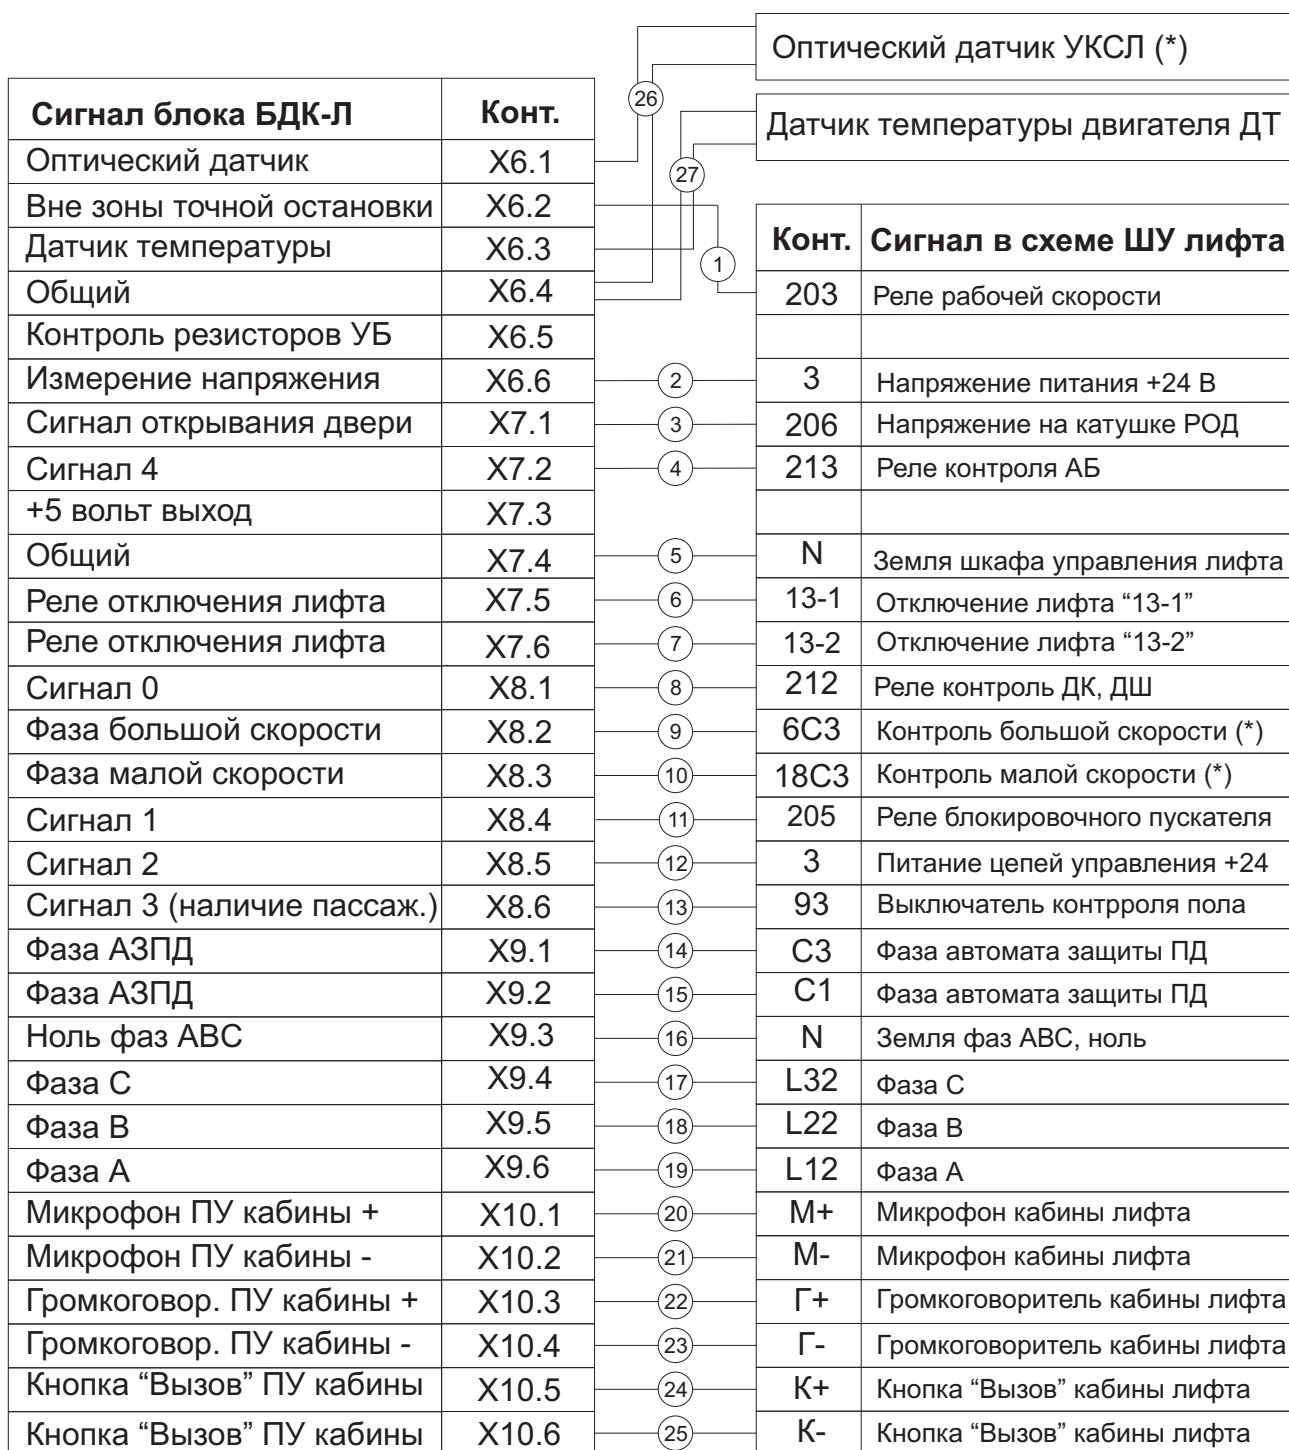 Оптический датчик УКСЛ (*)
26
Датчик температуры двигателя ДТ
27
Сигнал блока БДК-Л Конт.
Оптический датчик X6.1
Вне зоны точной остановки X6.2
Датчик температуры X6.3 1 Конт. Сигнал в схеме ШУ лифта
Общий X6.4 203 Реле рабочей скорости
Контроль резисторов УБ X6.5
Измерение напряжения X6.6 2 3 Напряжение питания +24 В
Сигнал открывания двери X7.1 3 206 Напряжение на катушке РОД
Сигнал 4 X7.2 4 213 Реле контроля АБ
+5 вольт выход X7.3
Общий X7.4 5 N Земля шкафа управления лифта
Реле отключения лифта X7.5 6 13-1 Отключение лифта “13-1”
Реле отключения лифта X7.6 7 13-2 Отключение лифта “13-2”
Сигнал 0 X8.1 8 212 Реле контроль ДК, ДШ
Фаза большой скорости X8.2 9 6С3 Контроль большой скорости (*)
Фаза малой скорости X8.3 10 18С3 Контроль малой скорости (*)
Сигнал 1 X8.4 11 205 Реле блокировочного пускателя
Сигнал 2 X8.5 12 3 Питание цепей управления +24
Сигнал 3 (наличие пассаж.) X8.6 13 93 Выключатель контрроля пола
Фаза АЗПД X9.1 14 С3 Фаза автомата защиты ПД
Фаза АЗПД X9.2 15 С1 Фаза автомата защиты ПД
Ноль фаз АВС X9.3 16 N Земля фаз АВС, ноль
Фаза С X9.4 17 L32 Фаза С
Фаза В X9.5 18 L22 Фаза В
Фаза А X9.6 19 L12 Фаза А
Микрофон ПУ кабины + X10.1 20 М+ Микрофон кабины лифта
Микрофон ПУ кабины - X10.2 21 М- Микрофон кабины лифта
Громкоговор. ПУ кабины + X10.3 22 Г+ Громкоговоритель кабины лифта
Громкоговор. ПУ кабины - X10.4 23 Г- Громкоговоритель кабины лифта
Кнопка “Вызов” ПУ кабины X10.5 24 К+ Кнопка “Вызов” кабины лифта
Кнопка “Вызов” ПУ кабины X10.6 25 К- Кнопка “Вызов” кабины лифта